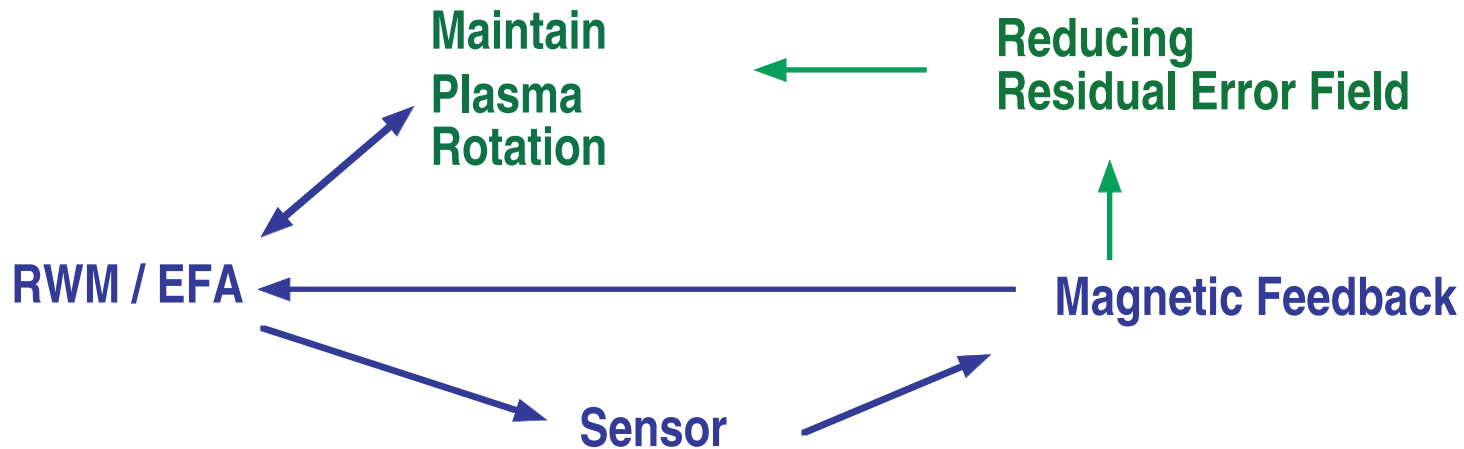 Maintain
Plasma
Rotation
Reducing
Residual Error Field
RWM / EFA
Magnetic Feedback
Sensor